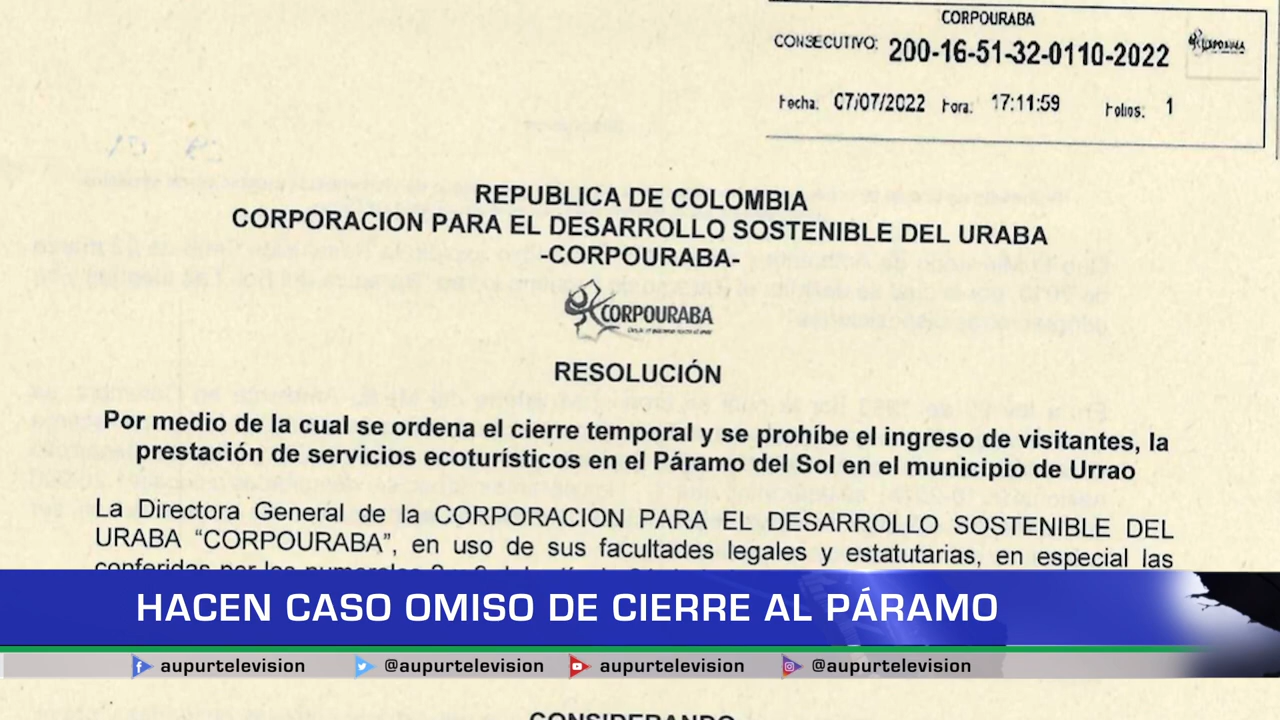 CORPOURABA
CONSECUTIVO: 200-16-51-32-0110-2022
Fecha: 07/07/2022 Hora: 17:11:59 Folios: 1
REPUBLICA DE COLOMBIA
CORPORACION PARA EL DESARROLLO SOSTENIBLE DEL URABA
-CORPOURABA-
CORPOURABA
RESOLUCIÓN
Por medio de la cual se ordena el cierre temporal y se prohíbe el ingreso de visitantes, la
prestación de servicios ecoturísticos en el Páramo del Sol en el municipio de Urrao
La Directora General de la CORPORACION PARA EL DESARROLLO SOSTENIBLE DEL
URABA “CORPOURABA”, en uso de sus facultades legales y estatutarias, en especial las
conferidas por los numerales
HACEN CASO OMISO DE CIERRE AL PÁRAMO
aupurtelevision @aupurtelevision aupurtelevision @aupurtelevision
CONSIDERANDO